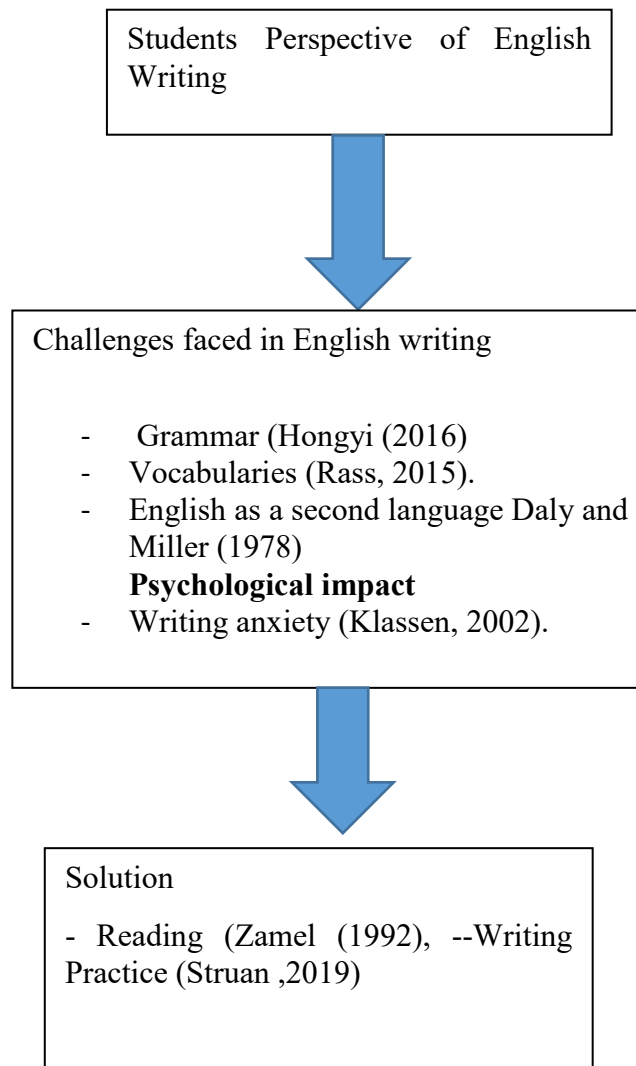 Students Perspective of English
Writing
Challenges faced in English writing
- Grammar (Hongyi (2016)
- Vocabularies (Rass, 2015).
- English as a second language Daly and
Miller (1978)
Psychological impact
- Writing anxiety (Klassen, 2002).
Solution
- Reading (Zamel (1992), --Writing
Practice (Struan ,2019)